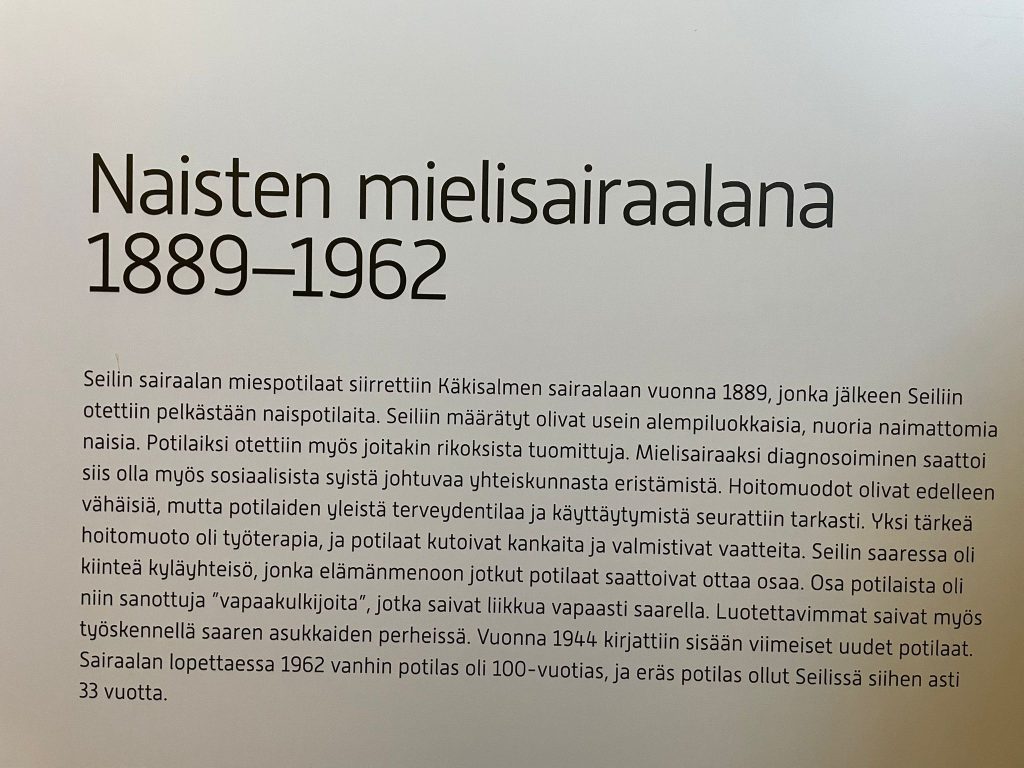 Naisten mielisairaalana
1889–1962
Seilin sairaalan miespotilaat siirrettiin Käkisalmen sairaalaan vuonna 1889, jonka jälkeen Seiliin
otettiin pelkästään naispotilaita. Seiliin määrätyt olivat usein alempiluokkaisia, nuoria naimattomia
naisia. Potilaiksi otettiin myös joitakin rikoksista tuomittuja. Mielisairaaksi diagnosoiminen saattoi
siis olla myös sosiaalisista syistä johtuvaa yhteiskunnasta eristämistä. Hoitomuodot olivat edelleen
vähäisiä, mutta potilaiden yleistä terveydentilaa ja käyttäytymistä seurattiin tarkasti. Yksi tärkeä
hoitomuoto oli työterapia, ja potilaat kutoivat kankaita ja valmistivat vaatteita. Seilin saaressa oli
kiinteä kyläyhteisö, jonka elämänmenoon jotkut potilaat saattoivat ottaa osaa. Osa potilaista oli
niin sanottuja ”vapaakulkijoita”, jotka saivat liikkua vapaasti saarella. Luotettavimmat saivat myös
työskennellä saaren asukkaiden perheissä. Vuonna 1944 kirjattiin sisään viimeiset uudet potilaat.
Sairaalan lopettaessa 1962 vanhin potilas oli 100-vuotias, ja eräs potilas ollut Seilissä siihen asti
33 vuotta.